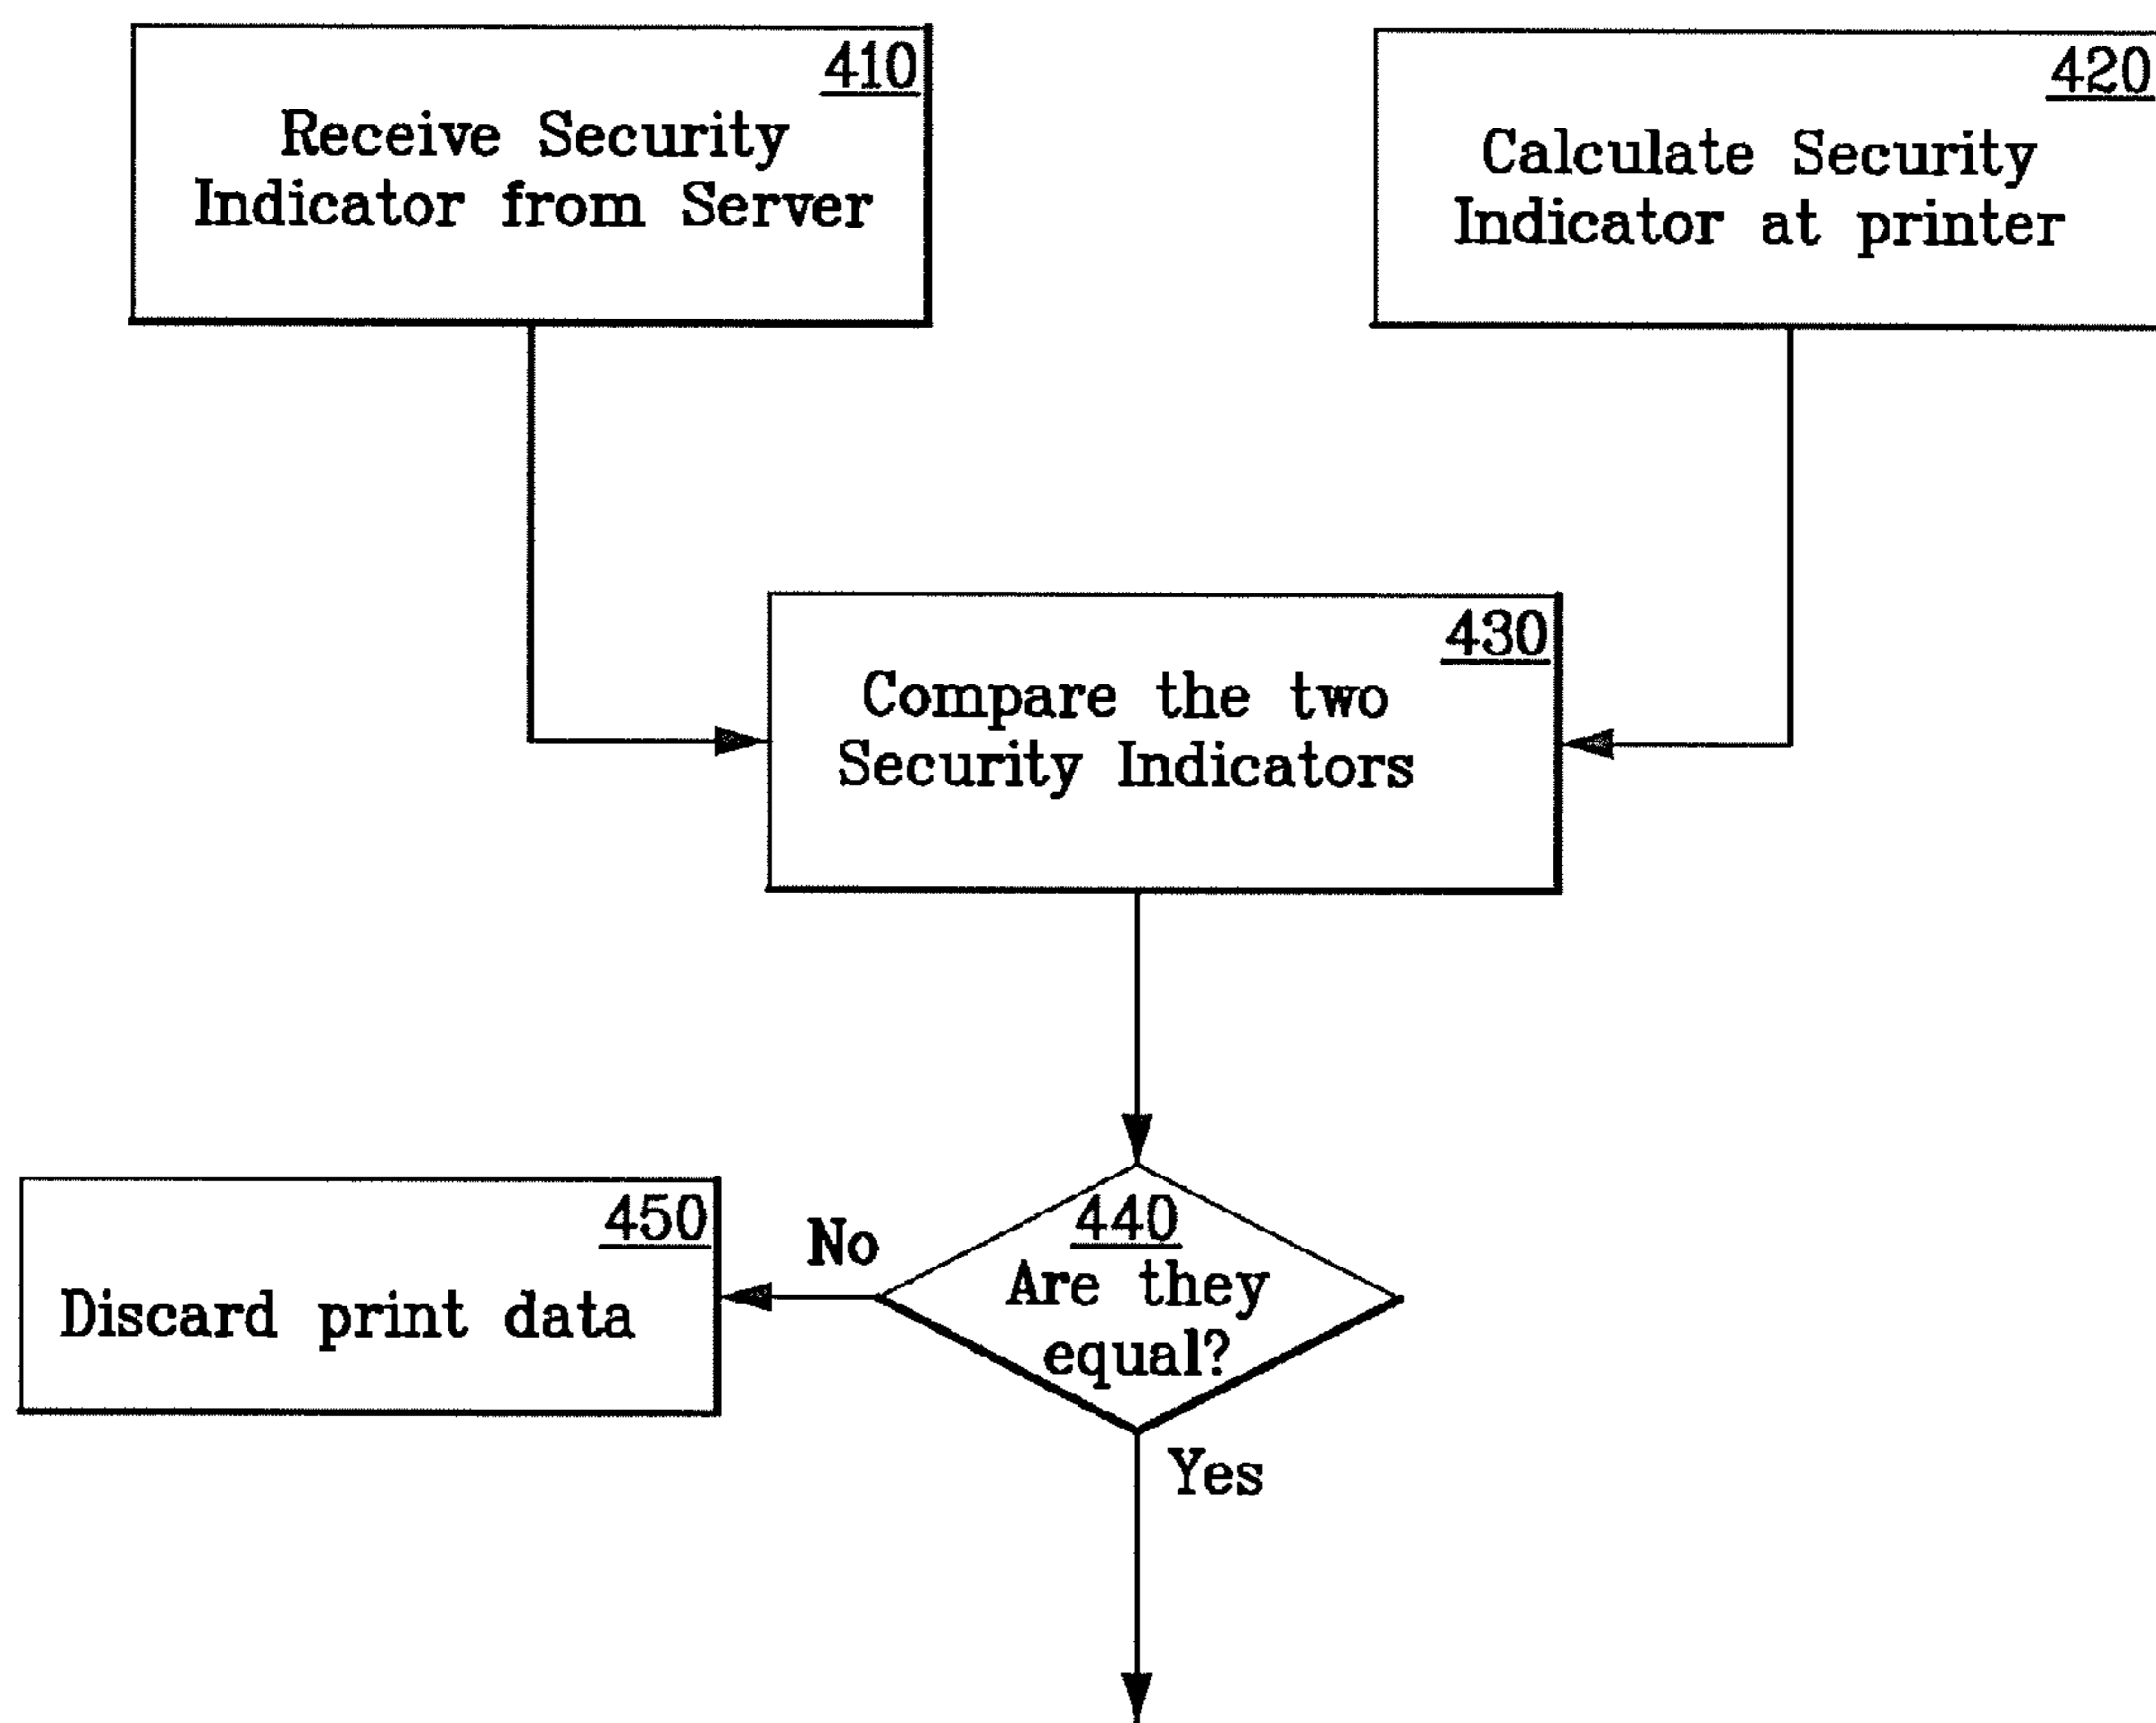 410
Receive Security
Indicator from Server
420
Calculate Security
Indicator at printer
430
Compare the two
Security Indicators
440
Are they
equal?
No
450
Discard print data
Yes